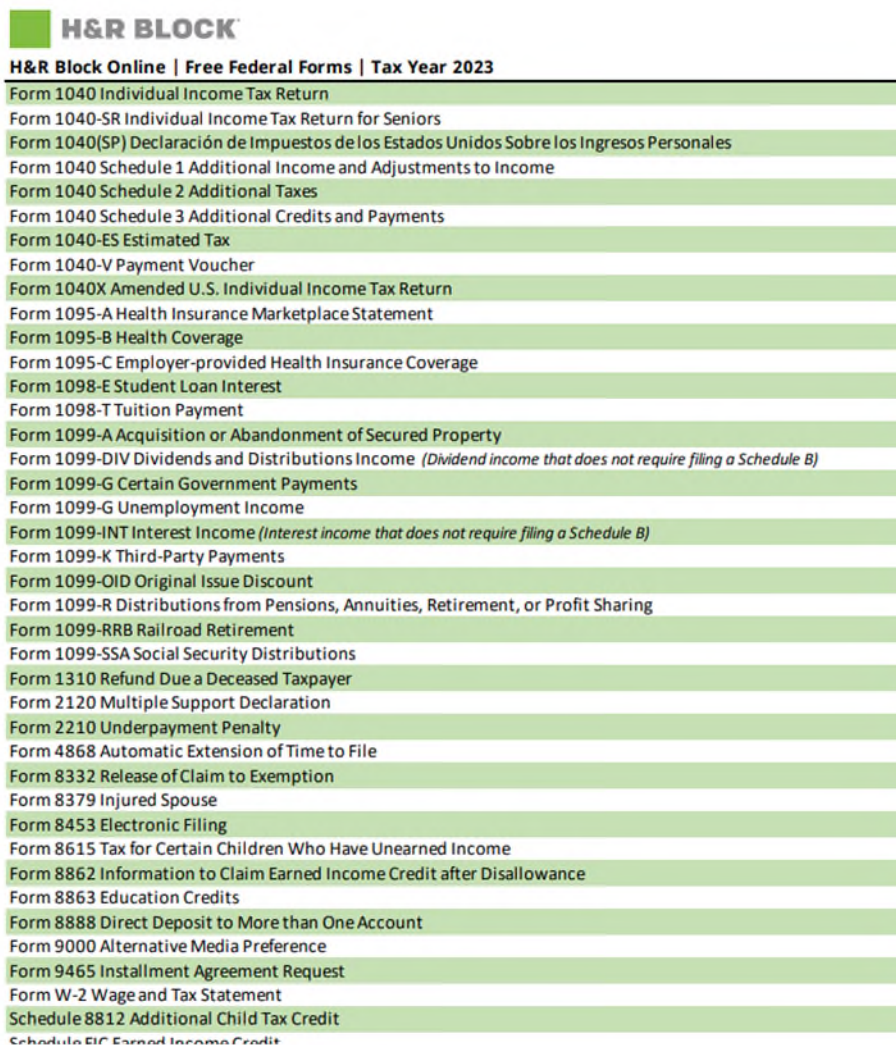 H&R BLOCK
H&R Block Online | Free Federal Forms | Tax Year 2023
Form 1040 Individual Income Tax Return
Form 1040-SR Individual Income Tax Return for Seniors
Form 1040(SP) Declaración de Impuestos de los Estados Unidos Sobre los Ingresos Personales
Form 1040 Schedule 1 Additional Income and Adjustments to Income
Form 1040 Schedule 2 Additional Taxes
Form 1040 Schedule 3 Additional Credits and Payments
Form 1040-ES Estimated Tax
Form 1040-V Payment Voucher
Form 1040X Amended U.S. Individual Income Tax Return
Form 1095-A Health Insurance Marketplace Statement
Form 1095-B Health Coverage
Form 1095-C Employer-provided Health Insurance Coverage
Form 1098-E Student Loan Interest
Form 1098-T Tuition Payment
Form 1099-A Acquisition or Abandonment of Secured Property
Form 1099-DIV Dividends and Distributions Income (Dividend income that does not require filing a Schedule B)
Form 1099-G Certain Government Payments
Form 1099-G Unemployment Income
Form 1099-INT Interest Income (Interest income that does not require filing a Schedule B)
Form 1099-K Third-Party Payments
Form 1099-OID Original Issue Discount
Form 1099-R Distributions from Pensions, Annuities, Retirement, or Profit Sharing
Form 1099-RRB Railroad Retirement
Form 1099-SSA Social Security Distributions
Form 1310 Refund Due a Deceased Taxpayer
Form 2120 Multiple Support Declaration
Form 2210 Underpayment Penalty
Form 4868 Automatic Extension of Time to File
Form 8332 Release of Claim to Exemption
Form 8379 Injured Spouse
Form 8453 Electronic Filing
Form 8615 Tax for Certain Children Who Have Unearned Income
Form 8862 Information to Claim Earned Income Credit after Disallowance
Form 8863 Education Credits
Form 8888 Direct Deposit to More than One Account
Form 9000 Alternative Media Preference
Form 9465 Installment Agreement Request
Form W-2 Wage and Tax Statement
Schedule 8812 Additional Child Tax Credit
Schedule EIC Earned Income Credit